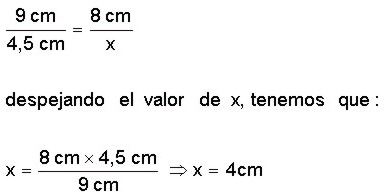 9 cm / 4,5 cm = 8 cm / x
despejando el valor de x, tenemos que :
x = 8 cm × 4,5 cm / 9 cm ⇒ x = 4cm